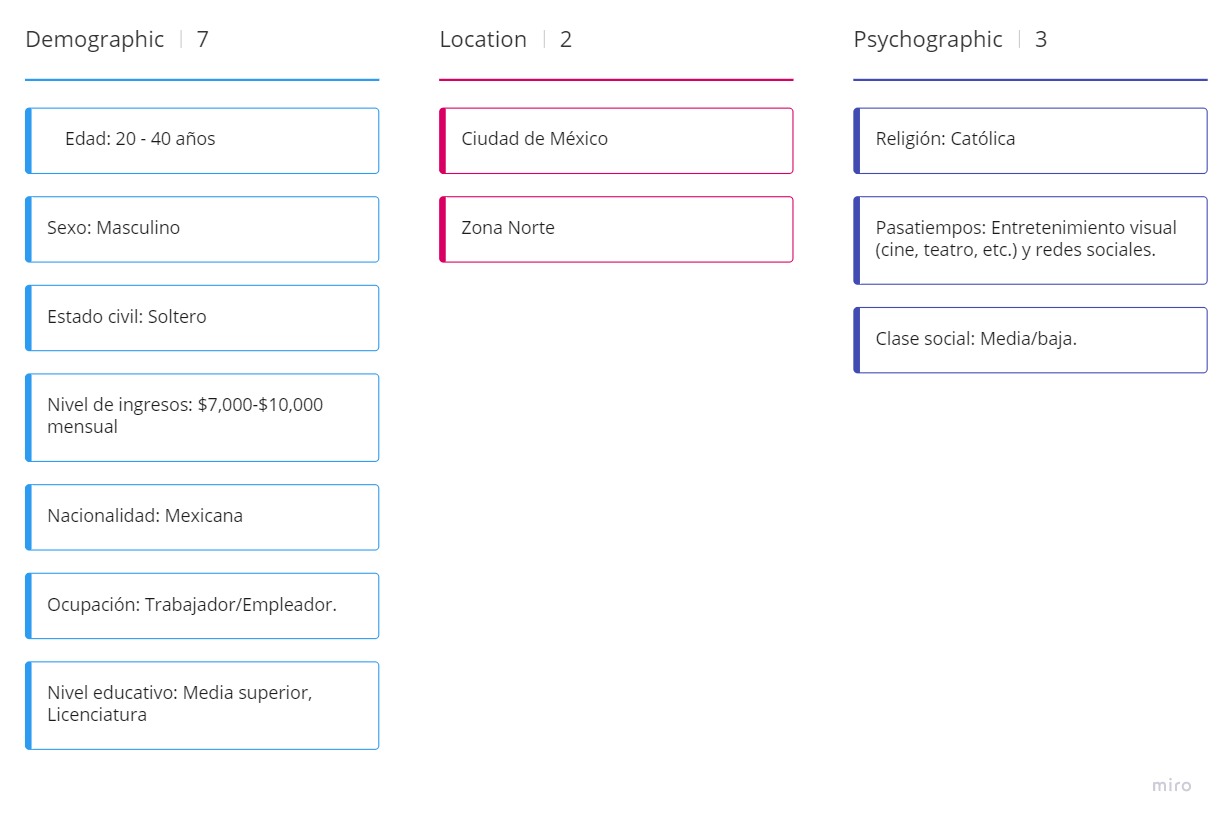 Demographic | 7
Edad: 20 - 40 años
Sexo: Masculino
Estado civil: Soltero
Nivel de ingresos: $7,000-$10,000
mensual
Nacionalidad: Mexicana
Ocupación: Trabajador/Empleador.
Nivel educativo: Media superior,
Licenciatura
Location | 2
Ciudad de México
Zona Norte
Psychographic | 3
Religión: Católica
Pasatiempos: Entretenimiento visual
(cine, teatro, etc.) y redes sociales.
Clase social: Media/baja.
miro